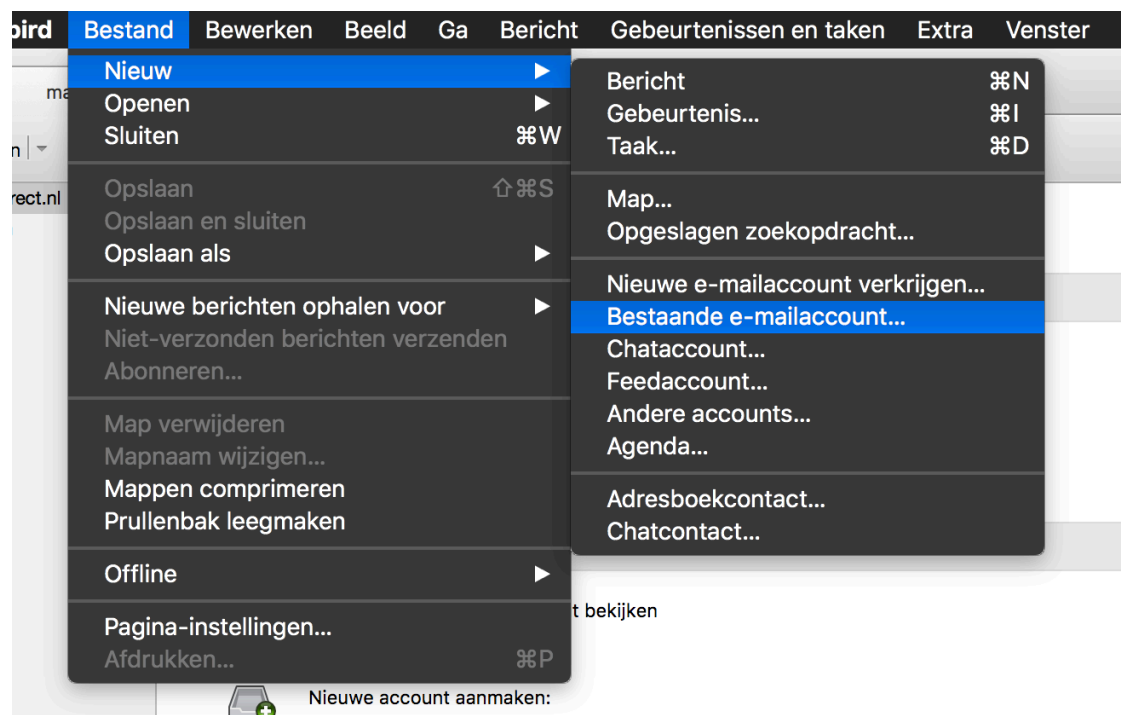 bird Bestand Bewerken Beeld Ga Bericht Gebeurtenissen en taken Extra Venster
Nieuw
Openen
Sluiten ⌘W
Opslaan ⇧⌘S
Opslaan en sluiten
Opslaan als
Nieuwe berichten ophalen voor
Niet-verzonden berichten verzenden
Abonneren...
Map verwijderen
Mapnaam wijzigen...
Mappen comprimeren
Prullenbak leegmaken
Offline
Pagina-instellingen...
Afdrukken... ⌘P
Bericht ⌘N
Gebeurtenis... ⌘I
Taak... ⌘D
Map...
Opgeslagen zoekopdracht...
Nieuwe e-mailaccount verkrijgen...
Bestaande e-mailaccount...
Chataccount...
Feedaccount...
Andere accounts...
Agenda...
Adresboekcontact...
Chatcontact...
ma
n
rect.nl
t bekijken
Nieuwe account aanmaken: